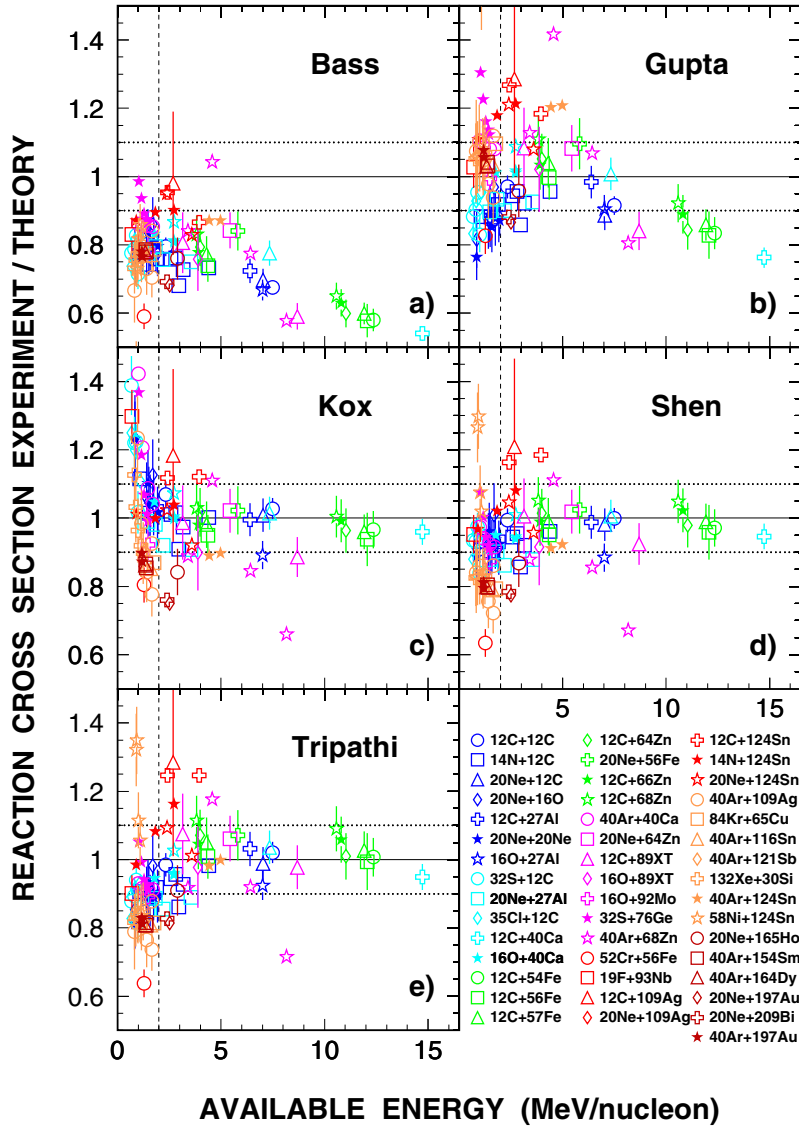 REACTION CROSS SECTION EXPERIMENT / THEORY
1.4
1.2
1
0.8
0.6
Bass
a)
Gupta
b)
1.4
1.2
1
0.8
0.6
Kox
c)
Shen
d)
5
10
15
1.4
1.2
1
0.8
0.6
Tripathi
e)
0
5
10
15
12C+12C
14N+12C
20Ne+12C
20Ne+16O
12C+27Al
20Ne+20Ne
16O+27Al
32S+12C
20Ne+27Al
35Cl+12C
12C+40Ca
16O+40Ca
12C+54Fe
12C+56Fe
12C+57Fe
12C+64Zn
20Ne+56Fe
12C+66Zn
12C+68Zn
40Ar+40Ca
20Ne+64Zn
12C+89XT
16O+89XT
16O+92Mo
32S+76Ge
40Ar+68Zn
52Cr+56Fe
19F+93Nb
12C+109Ag
20Ne+109Ag
12C+124Sn
14N+124Sn
20Ne+124Sn
40Ar+109Ag
84Kr+65Cu
40Ar+116Sn
40Ar+121Sb
132Xe+30Si
40Ar+124Sn
58Ni+124Sn
20Ne+165Ho
40Ar+154Sm
40Ar+164Dy
20Ne+197Au
20Ne+209Bi
40Ar+197Au
AVAILABLE ENERGY (MeV/nucleon)